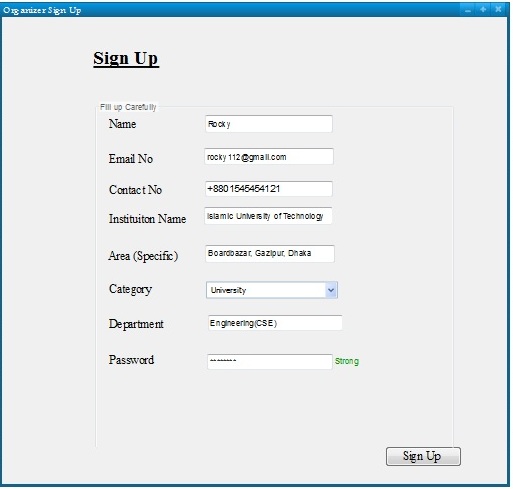 Organizer Sign Up
Sign Up
Fill up Carefully
Name Rocky
Email No rocky112@gmail.com
Contact No +8801545454121
Instituiton Name Islamic University of Technology
Area (Specific) Boardbazar, Gazipur, Dhaka
Category University
Department Engineering(CSE)
Password ******** Strong
Sign Up